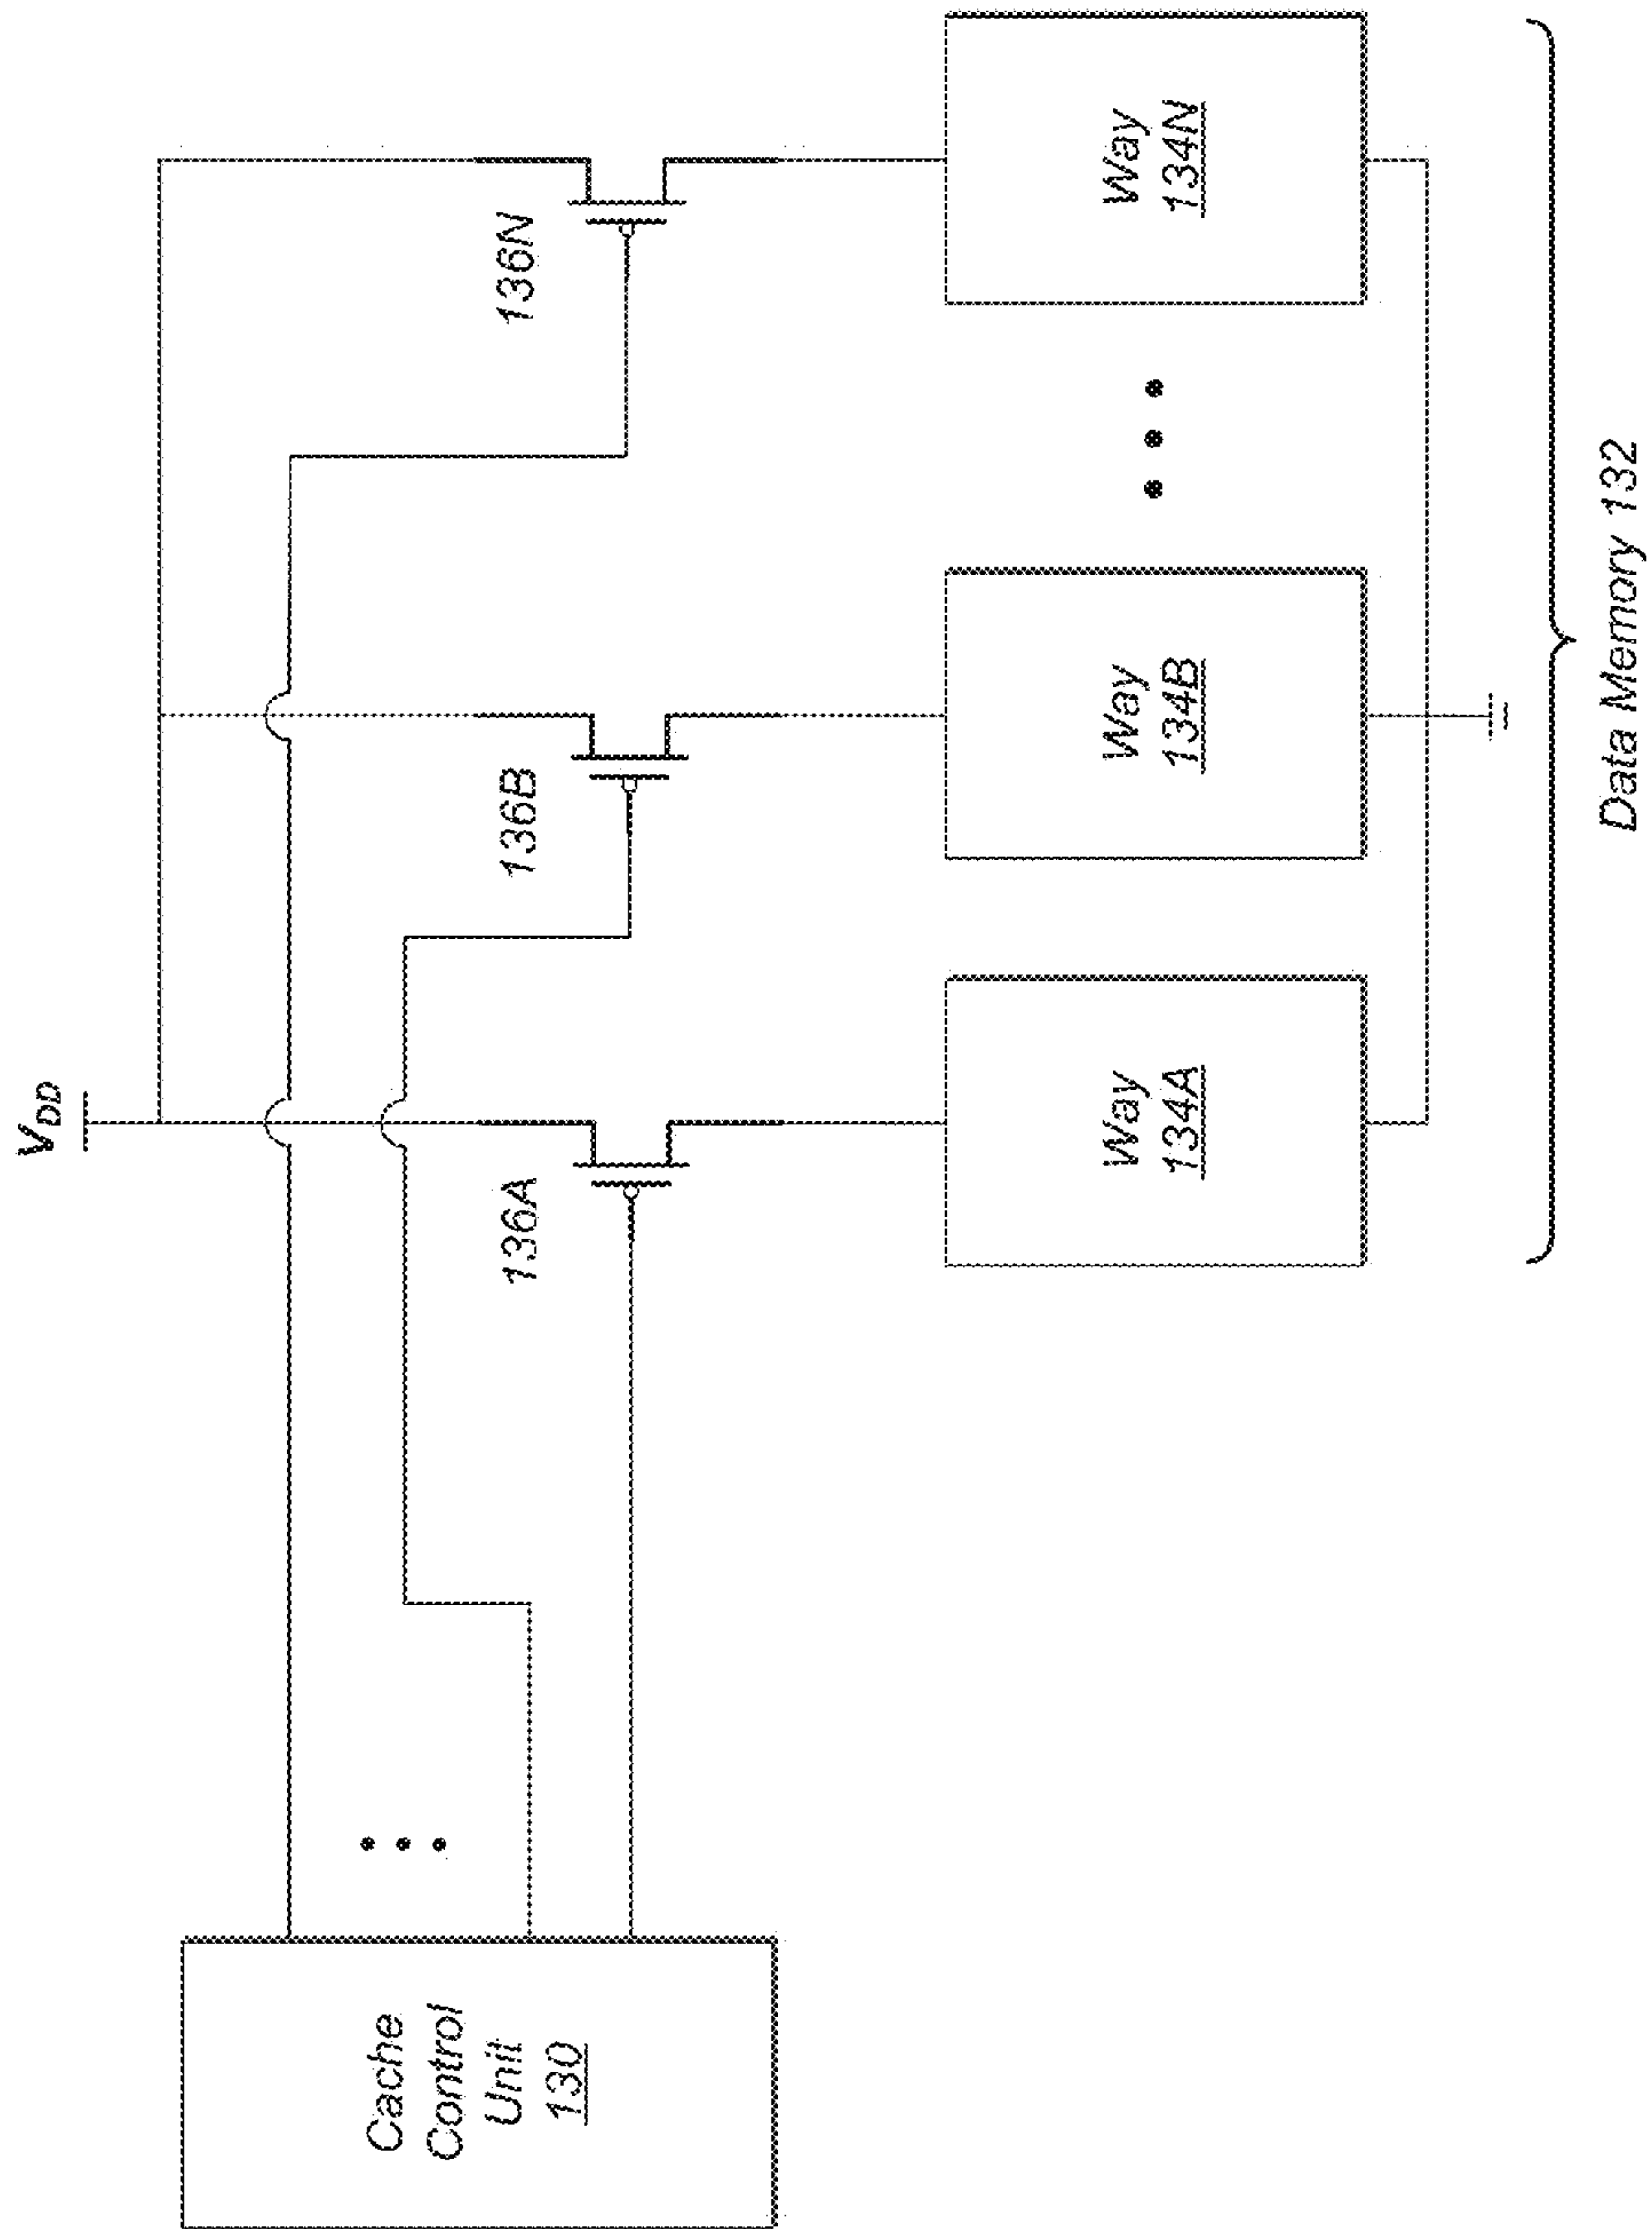 V_DD
136A
136B
136N
Cache
Control
Unit
130
Way
134A
Way
134B
Way
134N
Data Memory 132